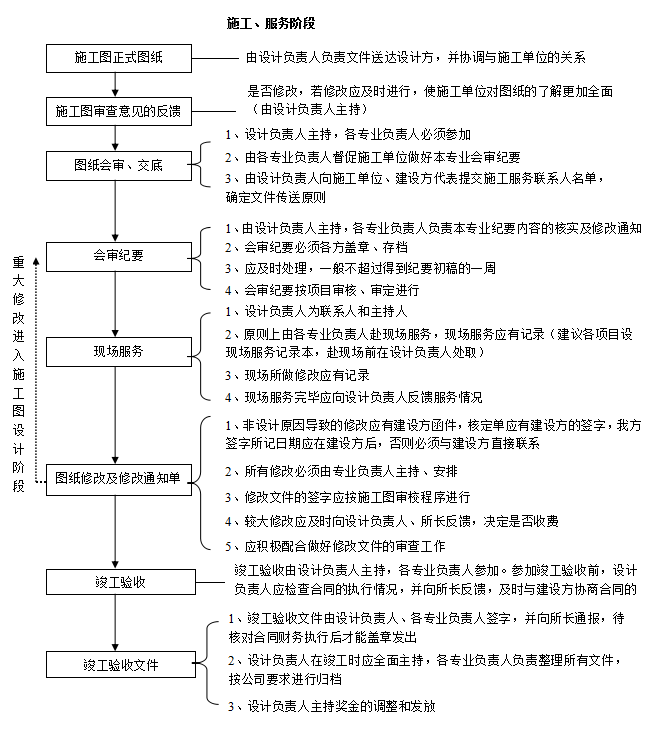 施工、服务阶段
施工图正式图纸
由设计负责人负责文件送达设计方，并协调与施工单位的关系
施工图审查意见的反馈
是否修改，若修改应及时进行，使施工单位对图纸的了解更加全面
（由设计负责人主持）
图纸会审、交底
1、设计负责人主持，各专业负责人必须参加
2、由各专业负责人督促施工单位做好本专业会审纪要
3、由设计负责人向施工单位、建设方代表提交施工服务联系人名单，
确定文件传送原则
会审纪要
1、由设计负责人主持，各专业负责人负责本专业纪要内容的核实及修改通知
2、会审纪要必须各方盖章、存档
3、应及时处理，一般不超过得到纪要初稿的一周
4、会审纪要按项目审核、审定进行
重大修改进入施工图设计阶段
现场服务
1、设计负责人为联系人和主持人
2、原则上由各专业负责人赴现场服务，现场服务应有记录（建议各项目设
现场服务记录本，赴现场前在设计负责人处取）
3、现场所做修改应有记录
4、现场服务完毕应向设计负责人反馈服务情况
图纸修改及修改通知单
1、非设计原因导致的修改应有建设方函件，核定单应有建设方的签字，我方
签字所记日期应在建设方后，否则必须与建设方直接联系
2、所有修改必须由专业负责人主持、安排
3、修改文件的签字应按施工图审校程序进行
4、较大修改应及时向设计负责人、所长反馈，决定是否收费
5、应积极配合做好修改文件的审查工作
竣工验收
竣工验收由设计负责人主持，各专业负责人参加。参加竣工验收前，设计
负责人应检查合同的执行情况，并向所长反馈，及时与建设方协商合同的
竣工验收文件
1、竣工验收文件由设计负责人、各专业负责人签字，并向所长通报，待
核对合同财务执行后才能盖章发出
2、设计负责人在竣工时应全面主持，各专业负责人负责整理所有文件，
按公司要求进行归档
3、设计负责人主持奖金的调整和发放